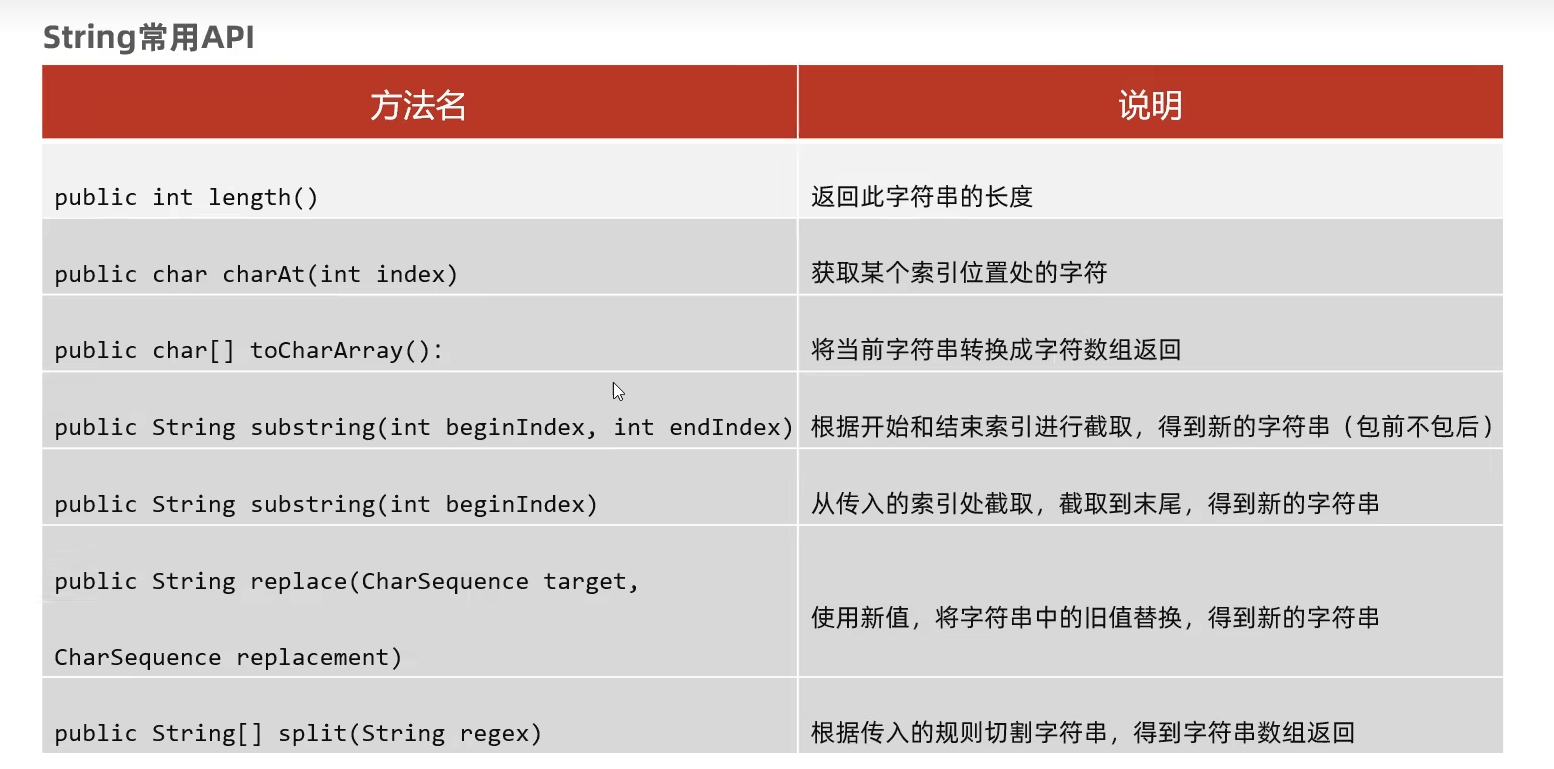 String常用API
方法名
说明
public int length()
返回此字符串的长度
public char charAt(int index)
获取某个索引位置处的字符
public char[] toCharArray():
将当前字符串转换成字符数组返回
public String substring(int beginIndex, int endIndex)
根据开始和结束索引进行截取，得到新的字符串（包前不包后）
public String substring(int beginIndex)
从传入的索引处截取，截取到末尾，得到新的字符串
public String replace(CharSequence target,
CharSequence replacement)
使用新值，将字符串中的旧值替换，得到新的字符串
public String[] split(String regex)
根据传入的规则切割字符串，得到字符串数组返回